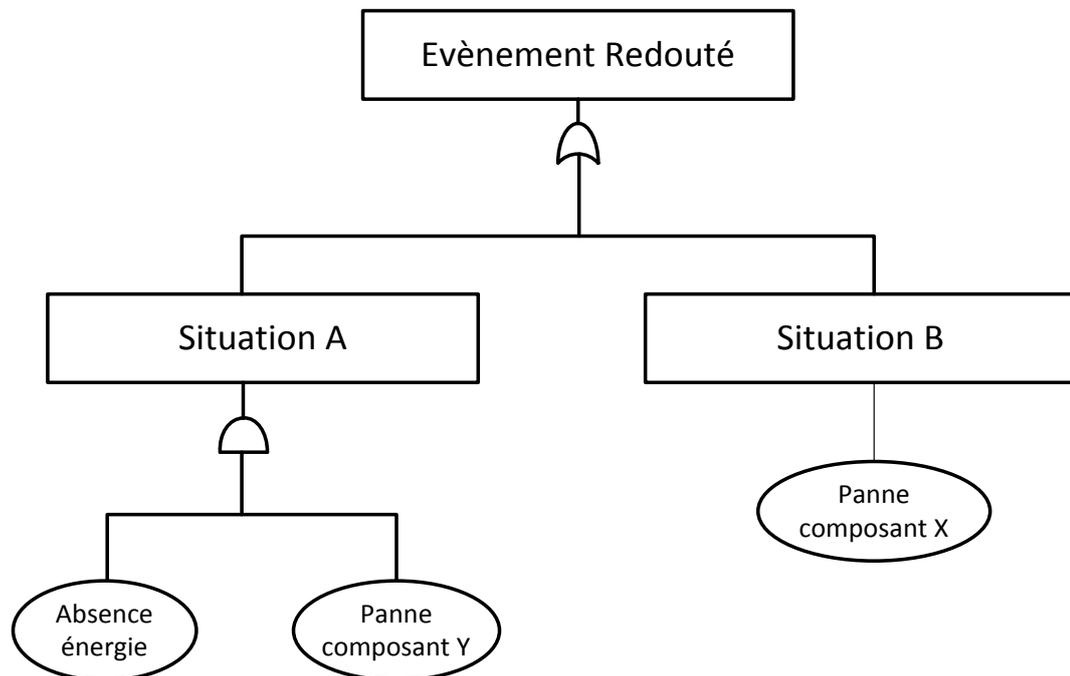 Evènement Redouté
Situation A
Situation B
Panne
composant X
Absence
énergie
Panne
composant Y